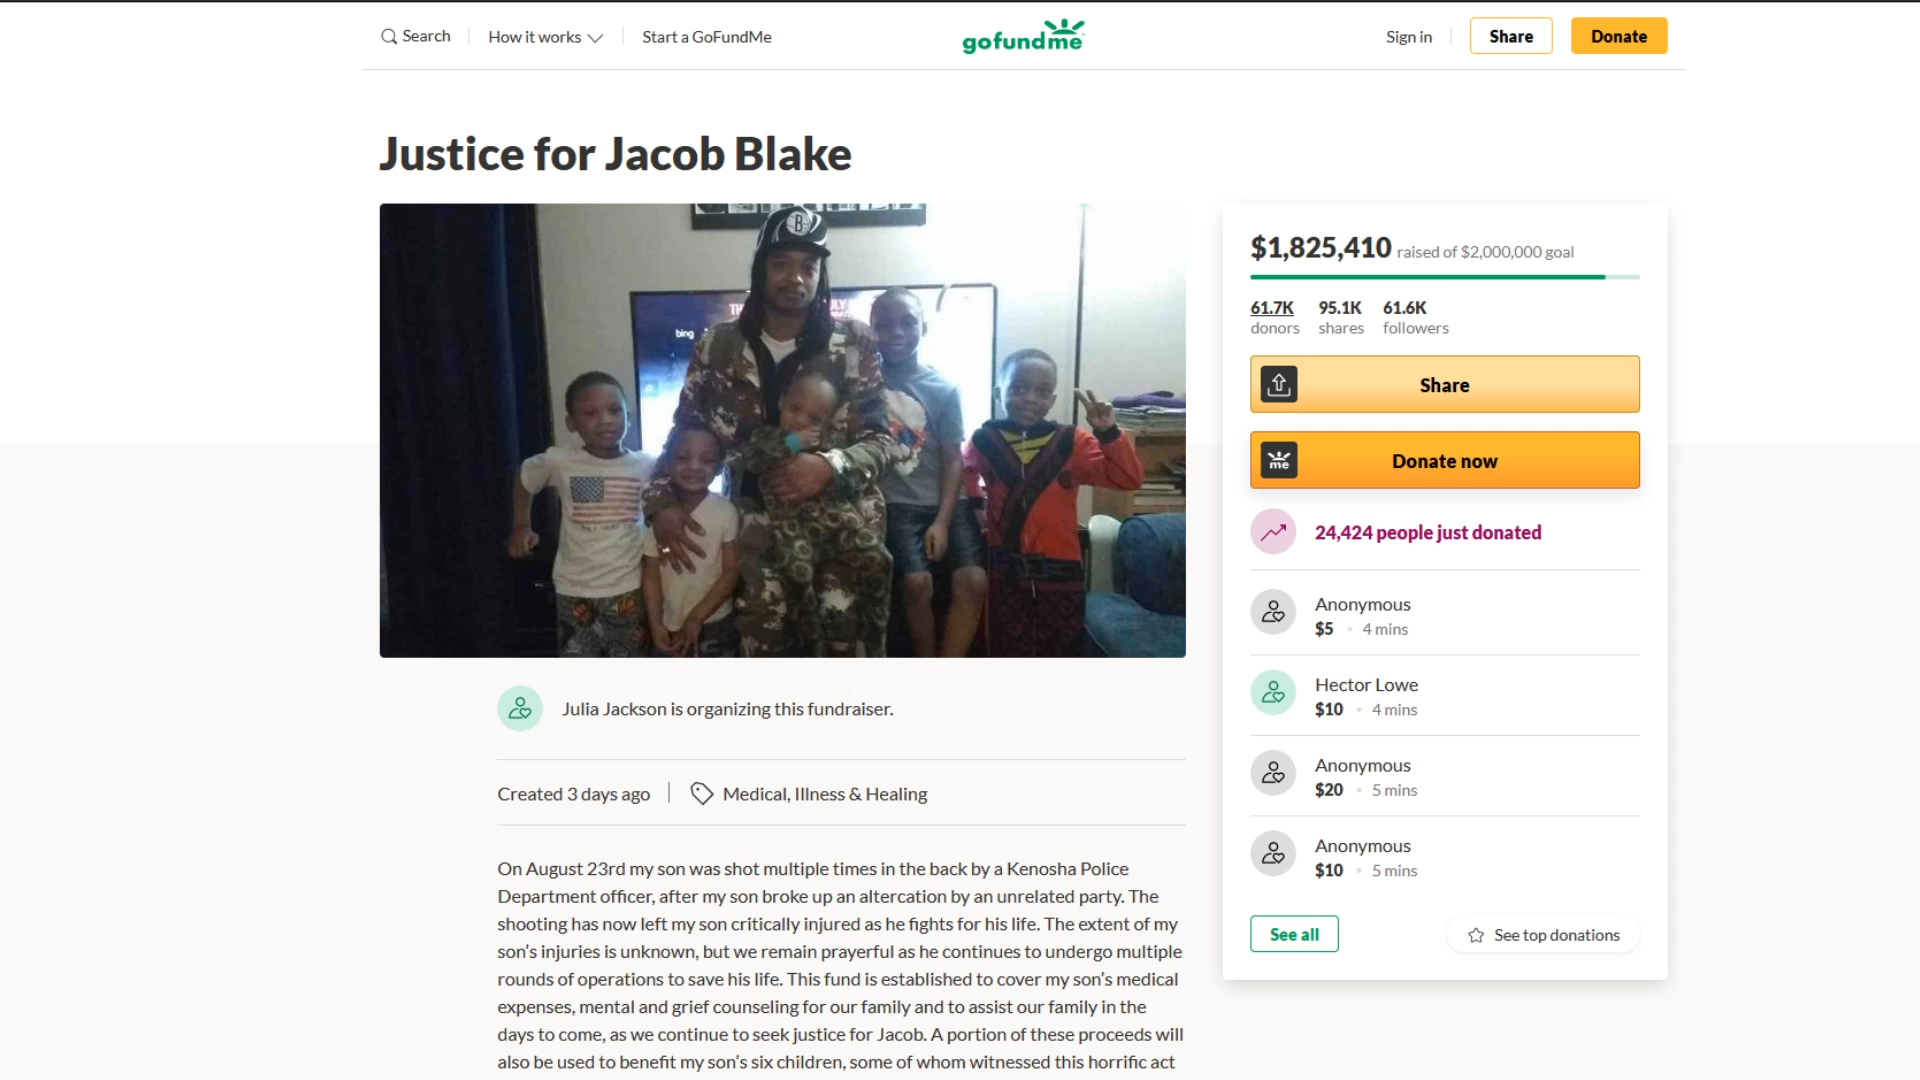 Search
How it works
Start a GoFundMe
gofundme
Sign in
Share
Donate
Justice for Jacob Blake
B
bing
$1,825,410 raised of $2,000,000 goal
61.7K donors
95.1K shares
61.6K followers
Share
me
Donate now
24,424 people just donated
Anonymous
$5 • 4 mins
Hector Lowe
$10 • 4 mins
Anonymous
$20 • 5 mins
Anonymous
$10 • 5 mins
See all
See top donations
Julia Jackson is organizing this fundraiser.
Created 3 days ago
Medical, Illness & Healing
On August 23rd my son was shot multiple times in the back by a Kenosha Police
Department officer, after my son broke up an altercation by an unrelated party. The
shooting has now left my son critically injured as he fights for his life. The extent of my
son’s injuries is unknown, but we remain prayerful as he continues to undergo multiple
rounds of operations to save his life. This fund is established to cover my son’s medical
expenses, mental and grief counseling for our family and to assist our family in the
days to come, as we continue to seek justice for Jacob. A portion of these proceeds will
also be used to benefit my son’s six children, some of whom witnessed this horrific act